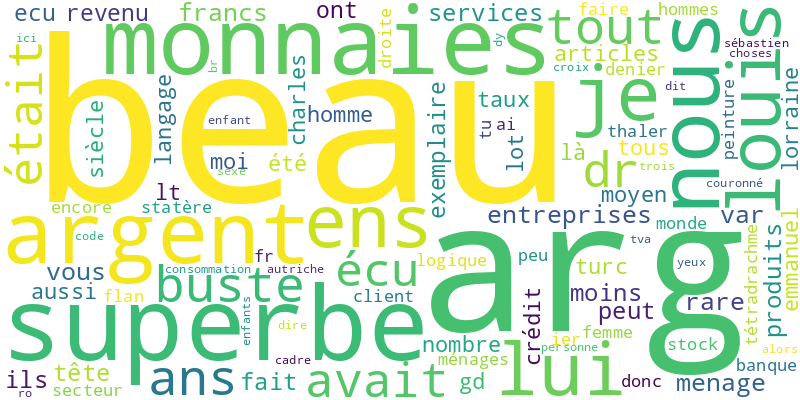 ecu revenu francs ont services faire hommes
ici monnaies droite dy tout sébastien
choses
était beau br articles louis
croix denier nous
siècle langage charles taux je dit peinture lorraine
enfant homme exemplaire tu ai lot thaler
moi été là tous
sexe dr trois
lt moyen couronné
encore statère entreprises var
argent ens arg monde
code tva
fr logique peu turc yeux tétradrachme produits emmanuel
vous consommation autriche écu
aussi flan buste client crédit moins rare
superbe enfants dire nombre peut
ier femme stock alors
cadre ménages personne banque
ils tête ans fait avait gd lui donc menage
ro secteur